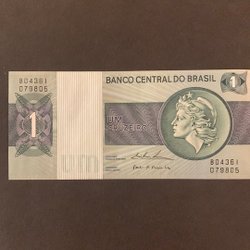 B04361
079805
BANCO CENTRAL DO BRASIL
1
1
UM
CRUZEIRO
B04361
079805